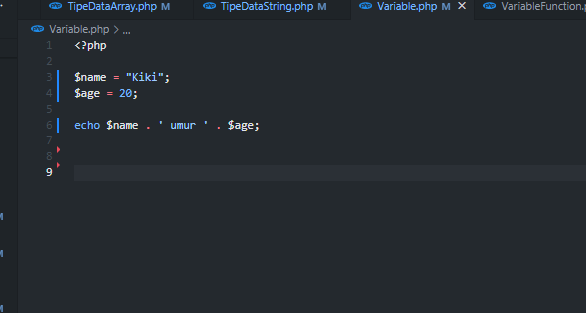 TipeDataArray.php M TipeDataString.php M Variable.php M VariableFunction.p
Variable.php > ...
1 <?php
2
3 $name = "Kiki";
4 $age = 20;
5
6 echo $name . ' umur ' . $age;
7
8
9
M
M
M